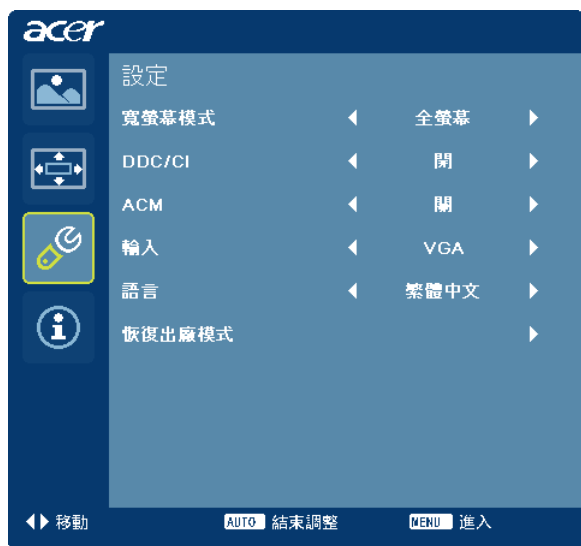 acer
設定
寬螢幕模式 全螢幕
DDC/CI 開
ACM 關
輸入 VGA
語言 繁體中文
恢復出廠模式
移動 AUTO 結束調整 MENU 進入